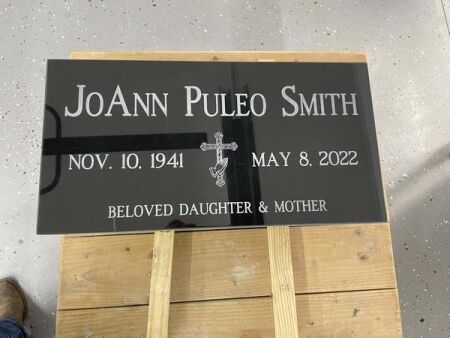 JoAnn Puleo Smith
Nov. 10, 1941 May 8, 2022
Beloved Daughter & Mother